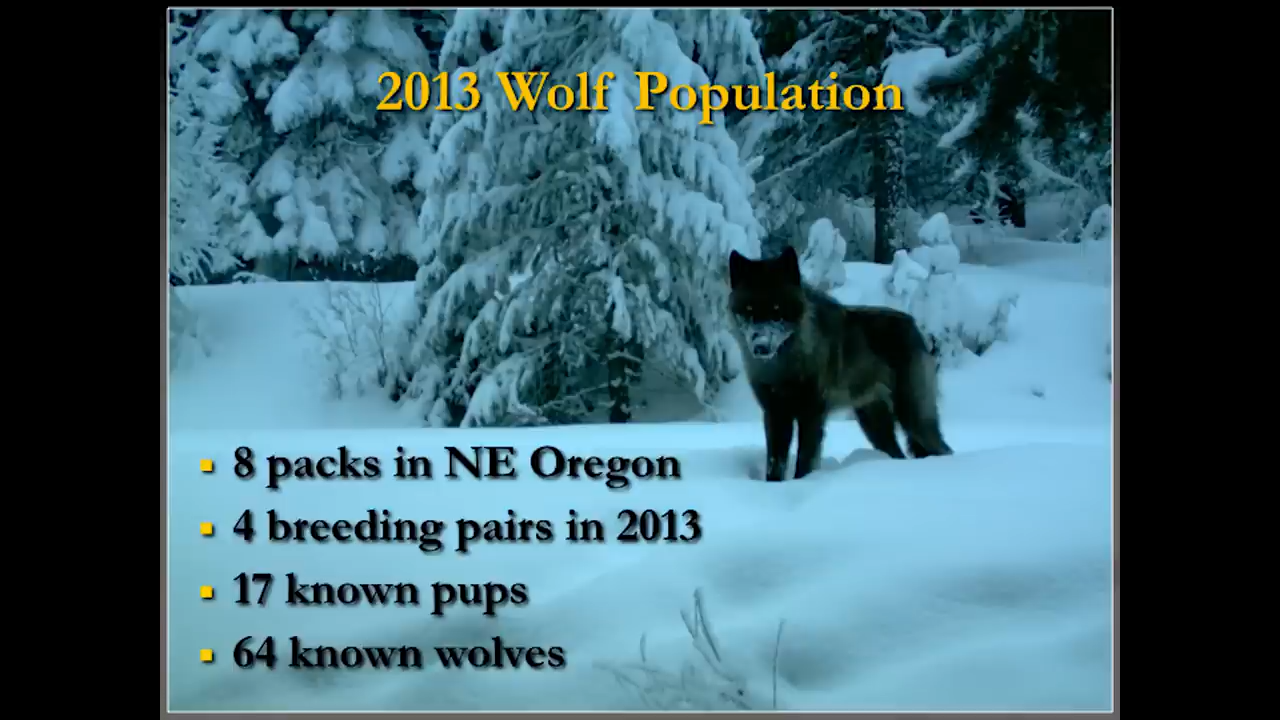 2013 Wolf Population
8 packs in NE Oregon
4 breeding pairs in 2013
17 known pups
64 known wolves